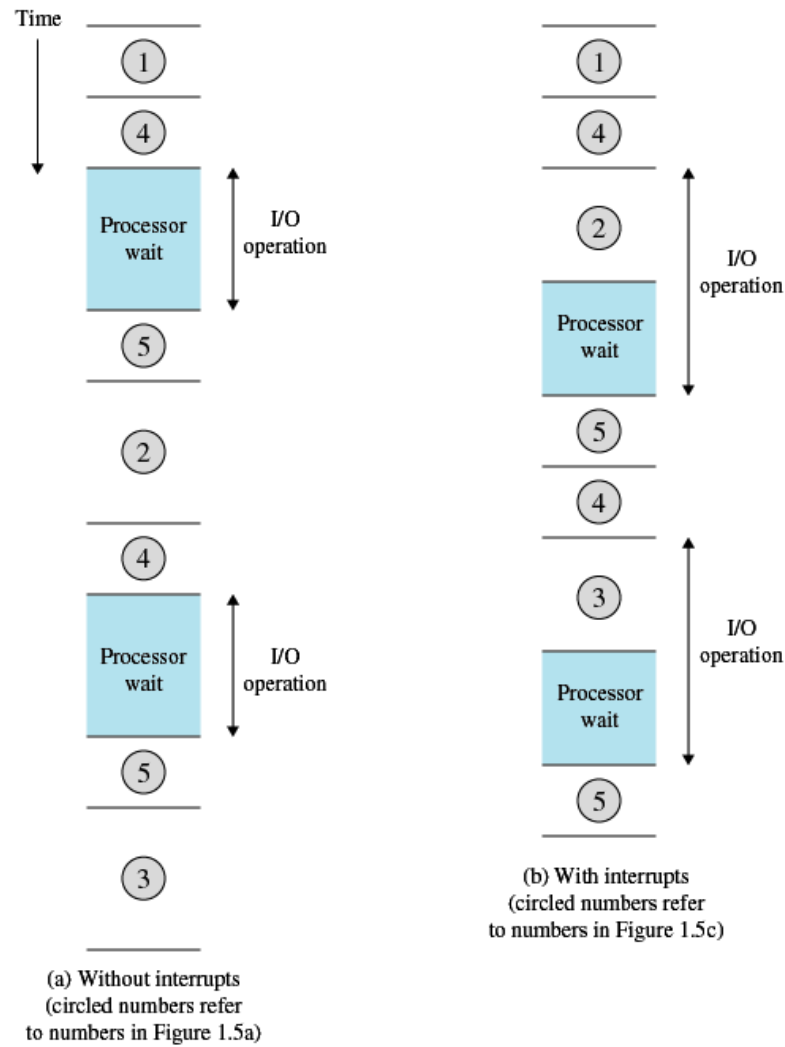 Time
1
4
Processor
wait
I/O
operation
5
2
4
Processor
wait
I/O
operation
5
3
(a) Without interrupts
(circled numbers refer
to numbers in Figure 1.5a)
1
4
2
I/O
operation
Processor
wait
5
4
3
I/O
operation
Processor
wait
5
(b) With interrupts
(circled numbers refer
to numbers in Figure 1.5c)